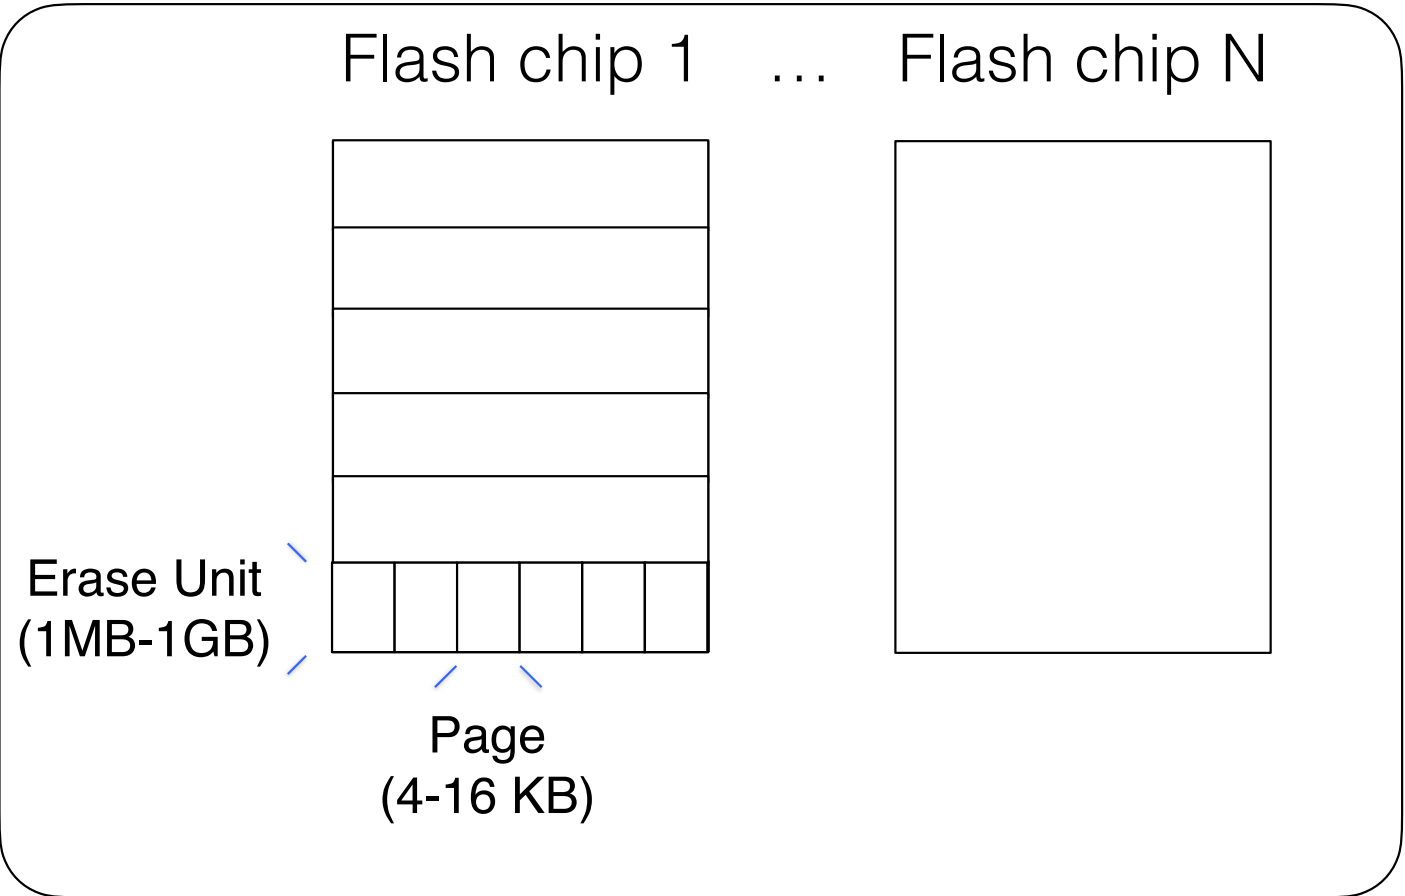 Flash chip 1 … Flash chip N
Erase Unit
(1MB-1GB)
Page
(4-16 KB)